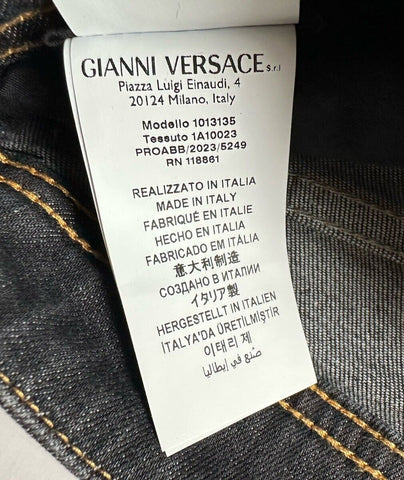 GIANNI VERSACE S.r.l
Piazza Luigi Einaudi, 4
20124 Milano, Italy
Modello 1013135
Tessuto 1A10023
PROABB/2023/5249
RN 118861
REALIZZATO IN ITALIA
MADE IN ITALY
FABRIQUÉ EN ITALIE
HECHO EN ITALIA
FABRICADO EM ITÁLIA
意大利制造
СОЗДАНО В ИТАЛИИ
イタリア製
HERGESTELLT IN ITALIEN
İTALYA'DA ÜRETİLMİŞTİR
이태리 제
صنع في إيطاليا